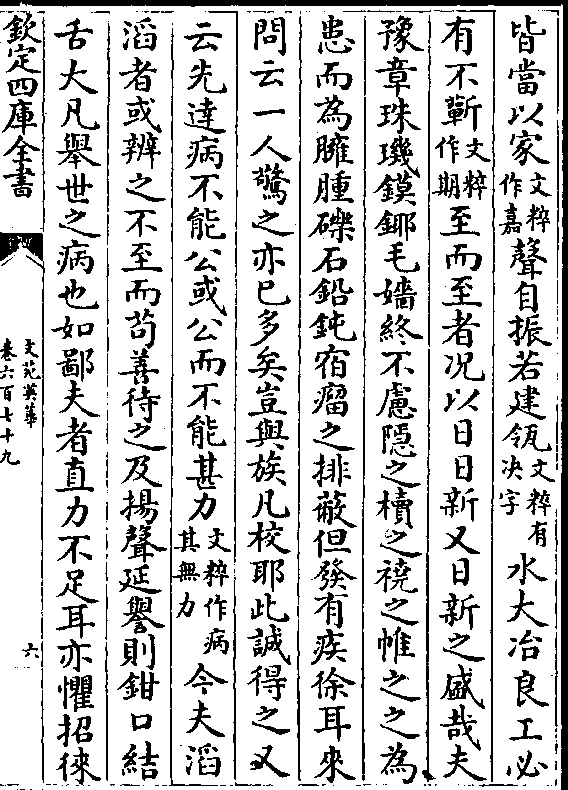 皆當以家文粹作嘉聲自振若建瓴文粹有决字水大冶良工必
有不蘄文粹作期至而至者况以日日新又日新之盛哉夫
豫章珠璣鏌鎁毛嬙終不慮隠之櫝之襓之帷之之為
患而為臃腫礫石鉛鈍宿瘤之排蔽但發有疾徐耳來
問云一人驚之亦已多矣豈與族凡校耶此誠得之又
云先達病不能公或公而不能甚力文粹作病其無力今夫滔
滔者或辨之不至而茍善待之及揚聲延譽則鉗口結
舌大凡舉世之病也如鄙夫者直力不足耳亦懼招徠
欽定四庫全書
文苑英華
卷六百七十九
六